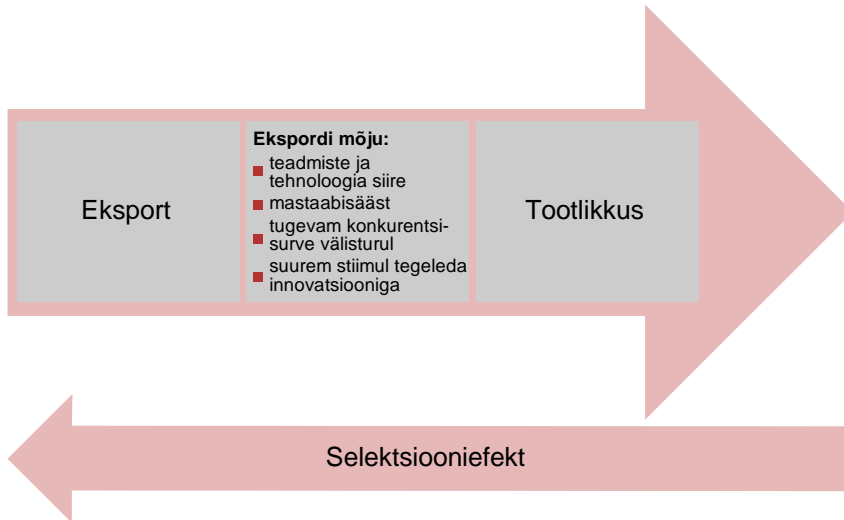 Eksport
Ekspordi mõju:
teadmiste ja
tehnoloogia siire
mastaabisääst
tugevam konkurentsi-
surve välisturul
suurem stiimul tegeleda
innovatsiooniga
Tootlikkus
Selektsiooniefekt